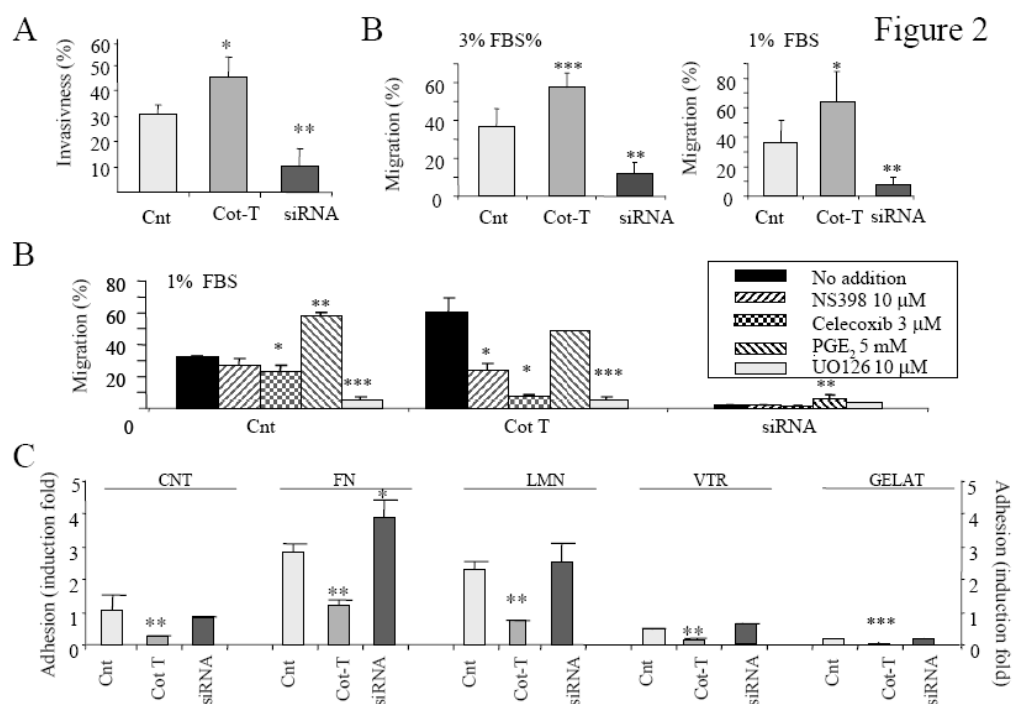 Figure 2
A
Invasivness (%)
60
50
40
30
20
10
*
**
Cnt Cot-T siRNA
B
3% FBS%
Migration (%)
60
40
20
0
***
**
Cnt Cot-T siRNA
1% FBS
Migration (%)
80
60
40
20
0
*
**
Cnt Cot-T siRNA
B
1% FBS
Migration (%)
80
60
40
20
0
* ** ***
* * ***
**
Cnt Cot T siRNA
No addition
NS398 10 µM
Celecoxib 3 µM
PGE2 5 mM
UO126 10 µM
C
CNT FN LMN VTR GELAT
Adhesion (induction fold)
5
4
3
2
1
0
** ** * ** ** ***
5
4
3
2
1
0
Adhesion (induction fold)
Cnt Cot T siRNA Cnt Cot-T siRNA Cnt Cot-T siRNA Cnt Cot-T siRNA Cnt Cot-T siRNA